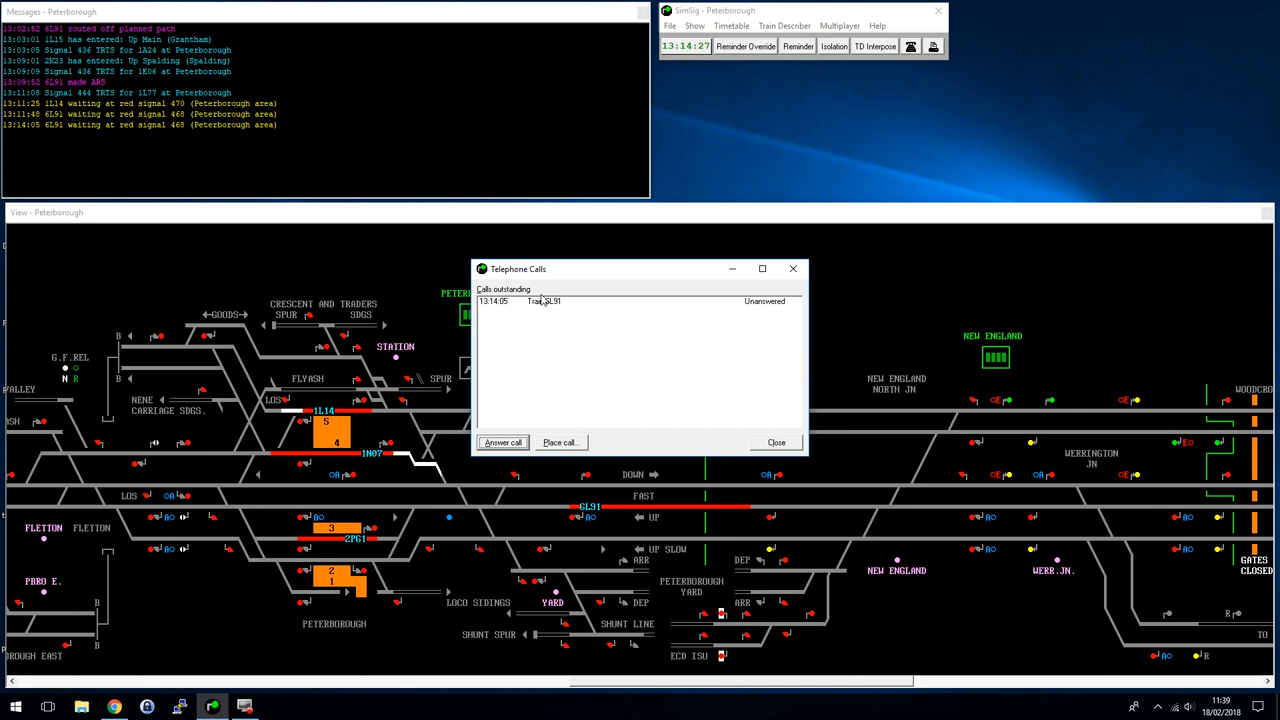 Messages - Peterborough
13:02:52 6L91 routed off planned path
13:03:01 1L15 has entered: Up Main (Grantham)
13:03:05 Signal 436 TRTS for 1A24 at Peterborough
13:09:01 2K23 has entered: Up Spalding (Spalding)
13:09:09 Signal 436 TRTS for 1E06 at Peterborough
13:09:52 6L91 made ARS
13:11:08 Signal 444 TRTS for 1L77 at Peterborough
13:11:25 1L14 waiting at red signal 470 (Peterborough area)
13:11:48 6L91 waiting at red signal 468 (Peterborough area)
13:14:05 6L91 waiting at red signal 468 (Peterborough area)
SimSig - Peterborough
File Show Timetable Train Describer Multiplayer Help
13:14:27 Reminder Override Reminder Isolation TD Interpose
View - Peterborough
Telephone Calls
Calls outstanding
13:14:05 Unanswered
Answer call Place call... Close
CRESCENT AND TRADERS
SPUR SDGS
GOODS
STATION
G.F.REL
N R
B
B
FLYASH SPUR
NENE
CARRIAGE SDGS.
LOS
1L14
5
4
1N07
A
LOS A
FLETTON FLETTON
A
A
3
2P61
A
2
1
PBRO E.
B
B
PETERBOROUGH
LOCO SIDINGS
YARD
SHUNT SPUR
SHUNT LINE
DOWN
FAST
6L91
A UP
UP SLOW
ARR
DEP
PETERBOROUGH
YARD
DEP
ARR
ECD ISU
A
NEW ENGLAND
NEW ENGLAND
NORTH JN
WERRINGTON
JN
E
E
E
E
E
A
A
A
A
NEW ENGLAND
WERR.JN.
GATES
CLOSED
R
TO
A R
11:39
18/02/2018